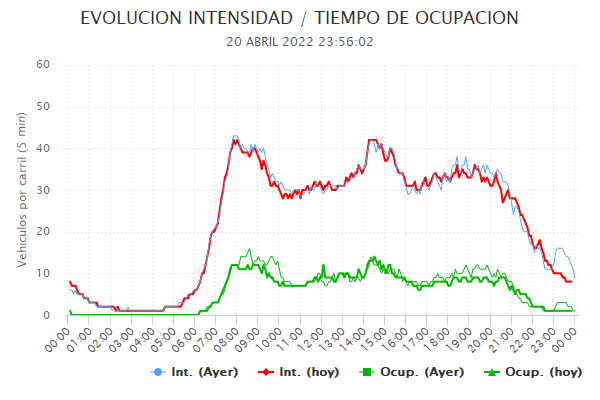 EVOLUCION INTENSIDAD / TIEMPO DE OCUPACION
20 ABRIL 2022 23:56:02
Vehiculos por carril (5 min)
60
50
40
30
20
10
0
00:00 01:00 02:00 03:00 04:00 05:00 06:00 07:00 08:00 09:00 10:00 11:00 12:00 13:00 14:00 15:00 16:00 17:00 18:00 19:00 20:00 21:00 22:00 23:00 00:00
Int. (Ayer) Int. (hoy) Ocup. (Ayer) Ocup. (hoy)